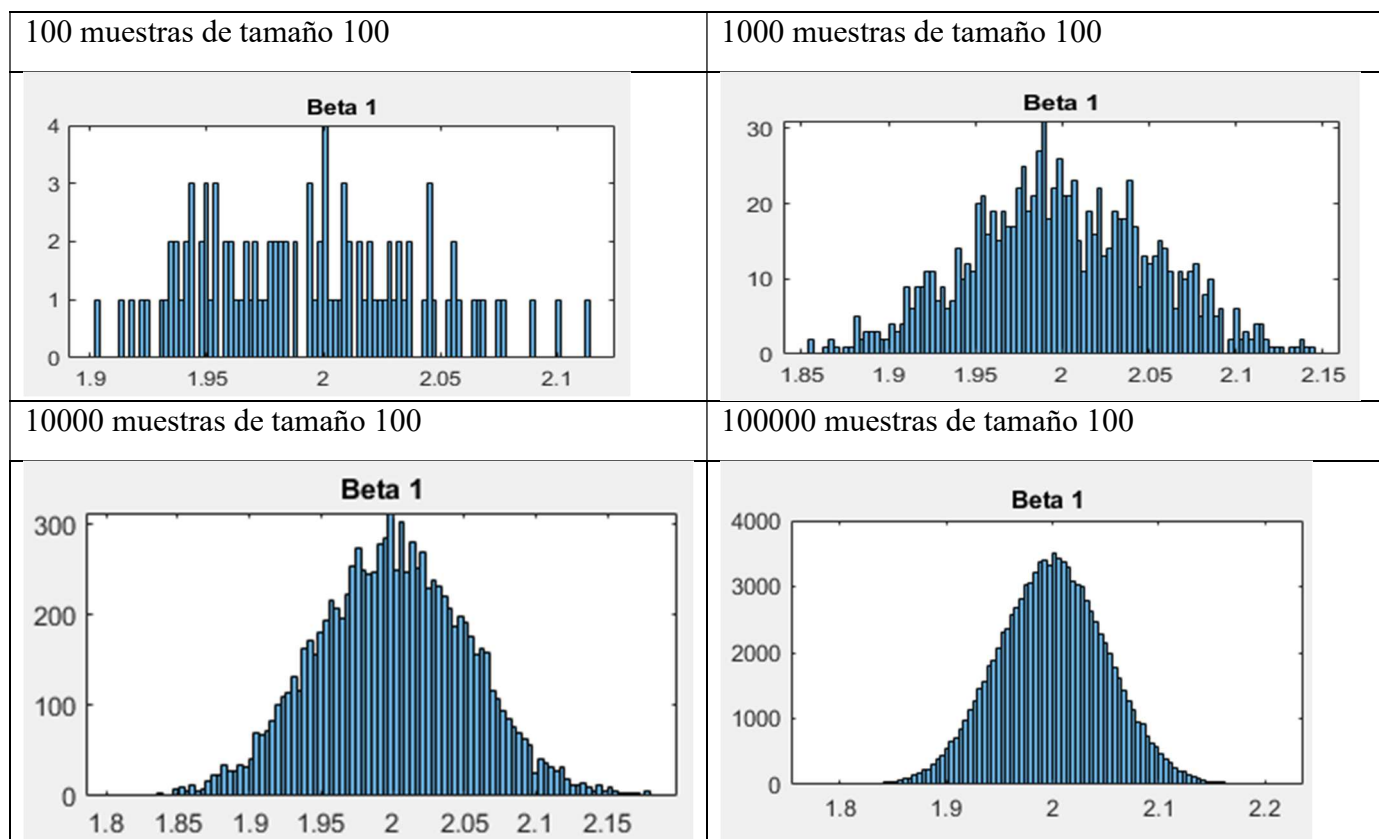 100 muestras de tamaño 100
1000 muestras de tamaño 100
Beta 1
4
3
2
1
0
1.9 1.95 2 2.05 2.1
Beta 1
30
20
10
0
1.85 1.9 1.95 2 2.05 2.1 2.15
10000 muestras de tamaño 100
100000 muestras de tamaño 100
Beta 1
300
200
100
0
1.8 1.85 1.9 1.95 2 2.05 2.1 2.15
Beta 1
4000
3000
2000
1000
0
1.8 1.9 2 2.1 2.2